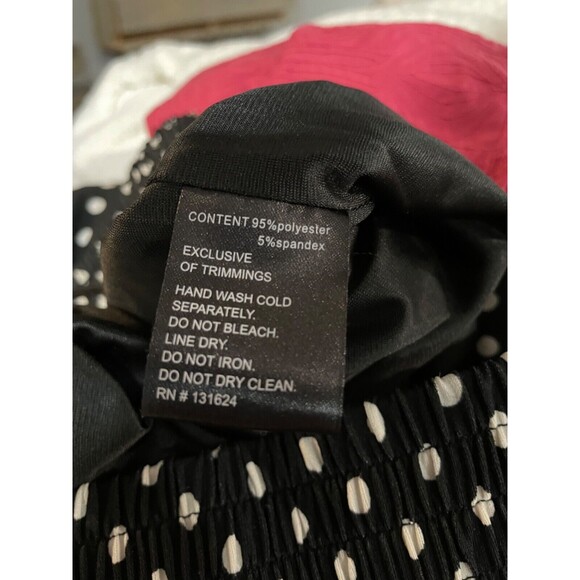 CONTENT 95%polyester
5%spandex
EXCLUSIVE
OF TRIMMINGS
HAND WASH COLD
SEPARATELY.
DO NOT BLEACH.
LINE DRY.
DO NOT IRON.
DO NOT DRY CLEAN.
RN # 131624